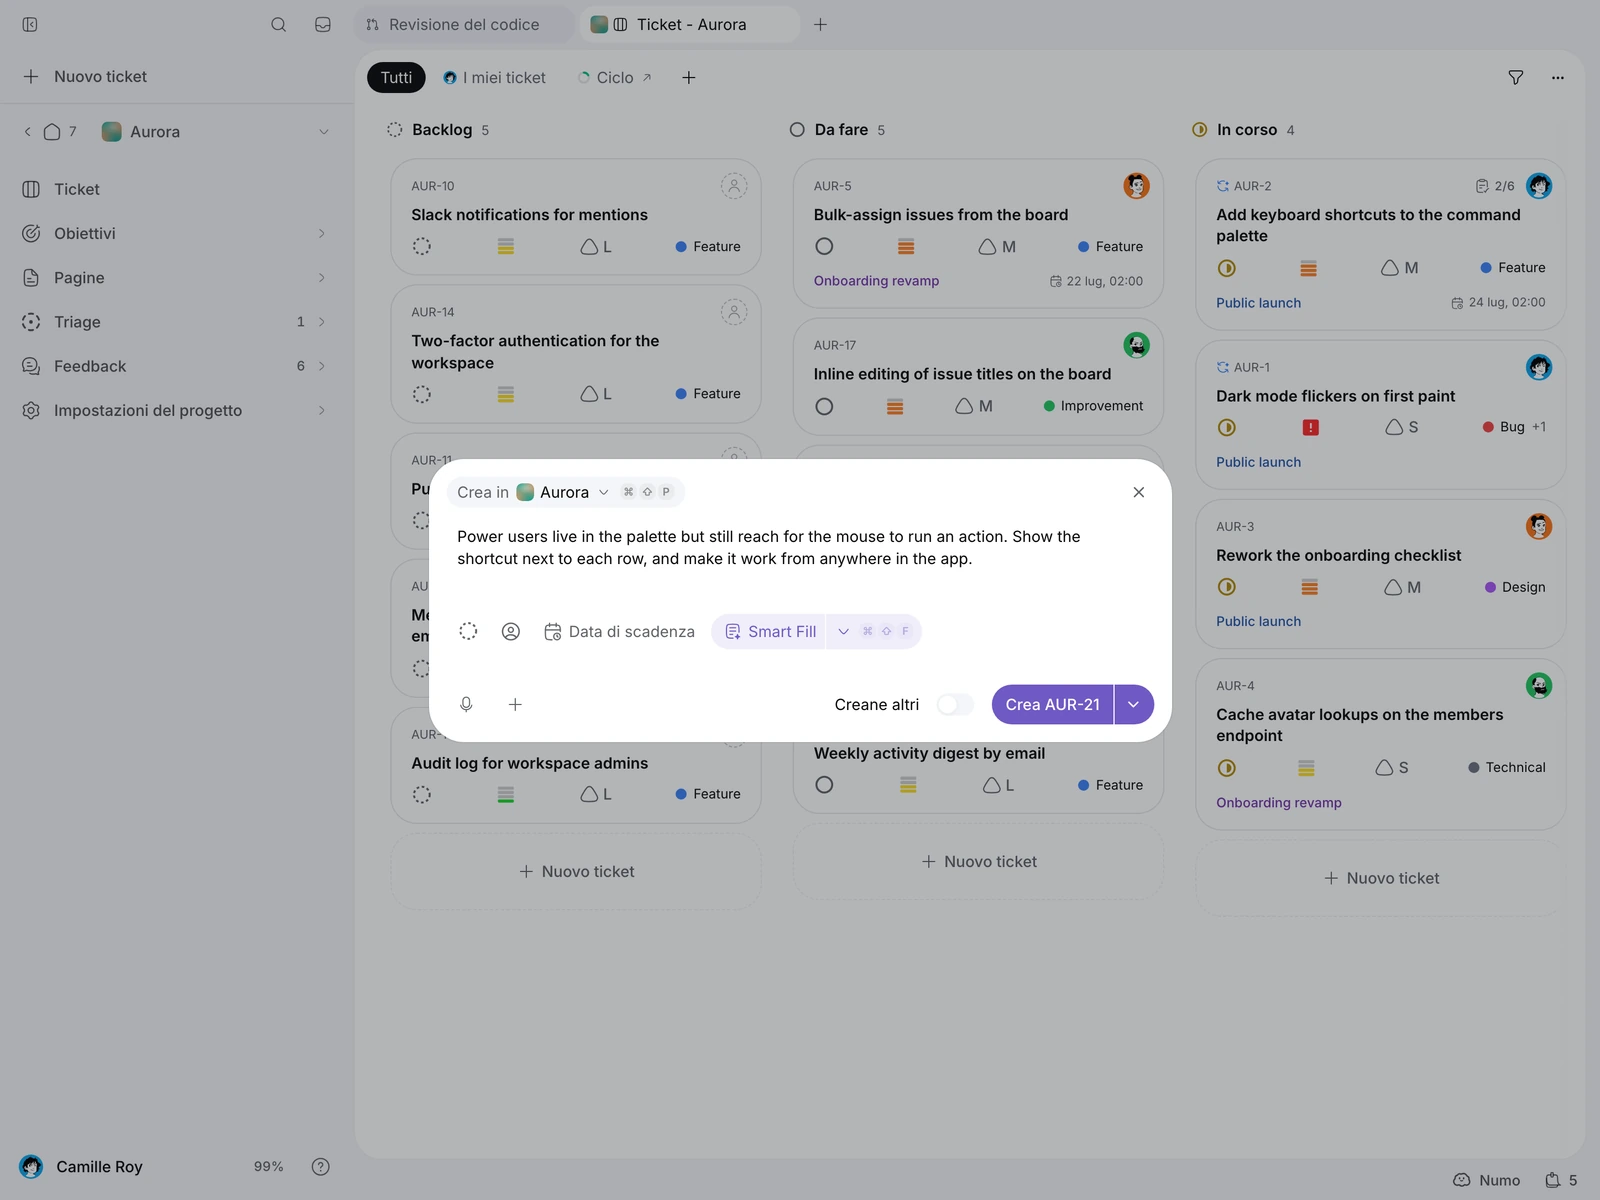 Revisione del codice
Ticket - Aurora
Nuovo ticket
7
Aurora
Ticket
Obiettivi
Pagine
Triage 1
Feedback 6
Impostazioni del progetto
Camille Roy
99%
Tutti
I miei ticket
Ciclo
Backlog 5
AUR-10
Slack notifications for mentions
L
Feature
AUR-14
Two-factor authentication for the
workspace
L
Feature
AUR-11
Audit log for workspace admins
L
Feature
Nuovo ticket
Da fare 5
AUR-5
Bulk-assign issues from the board
M
Feature
Onboarding revamp
22 lug, 02:00
AUR-17
Inline editing of issue titles on the board
M
Improvement
Weekly activity digest by email
L
Feature
Nuovo ticket
In corso 4
AUR-2
2/6
Add keyboard shortcuts to the command
palette
M
Feature
Public launch
24 lug, 02:00
AUR-1
Dark mode flickers on first paint
S
Bug +1
Public launch
AUR-3
Rework the onboarding checklist
M
Design
Public launch
AUR-4
Cache avatar lookups on the members
endpoint
S
Technical
Onboarding revamp
Nuovo ticket
Crea in Aurora ⌘ ⇧ P
Power users live in the palette but still reach for the mouse to run an action. Show the
shortcut next to each row, and make it work from anywhere in the app.
Data di scadenza
Smart Fill ⌘ ⇧ F
Creane altri
Crea AUR-21
Numo
5